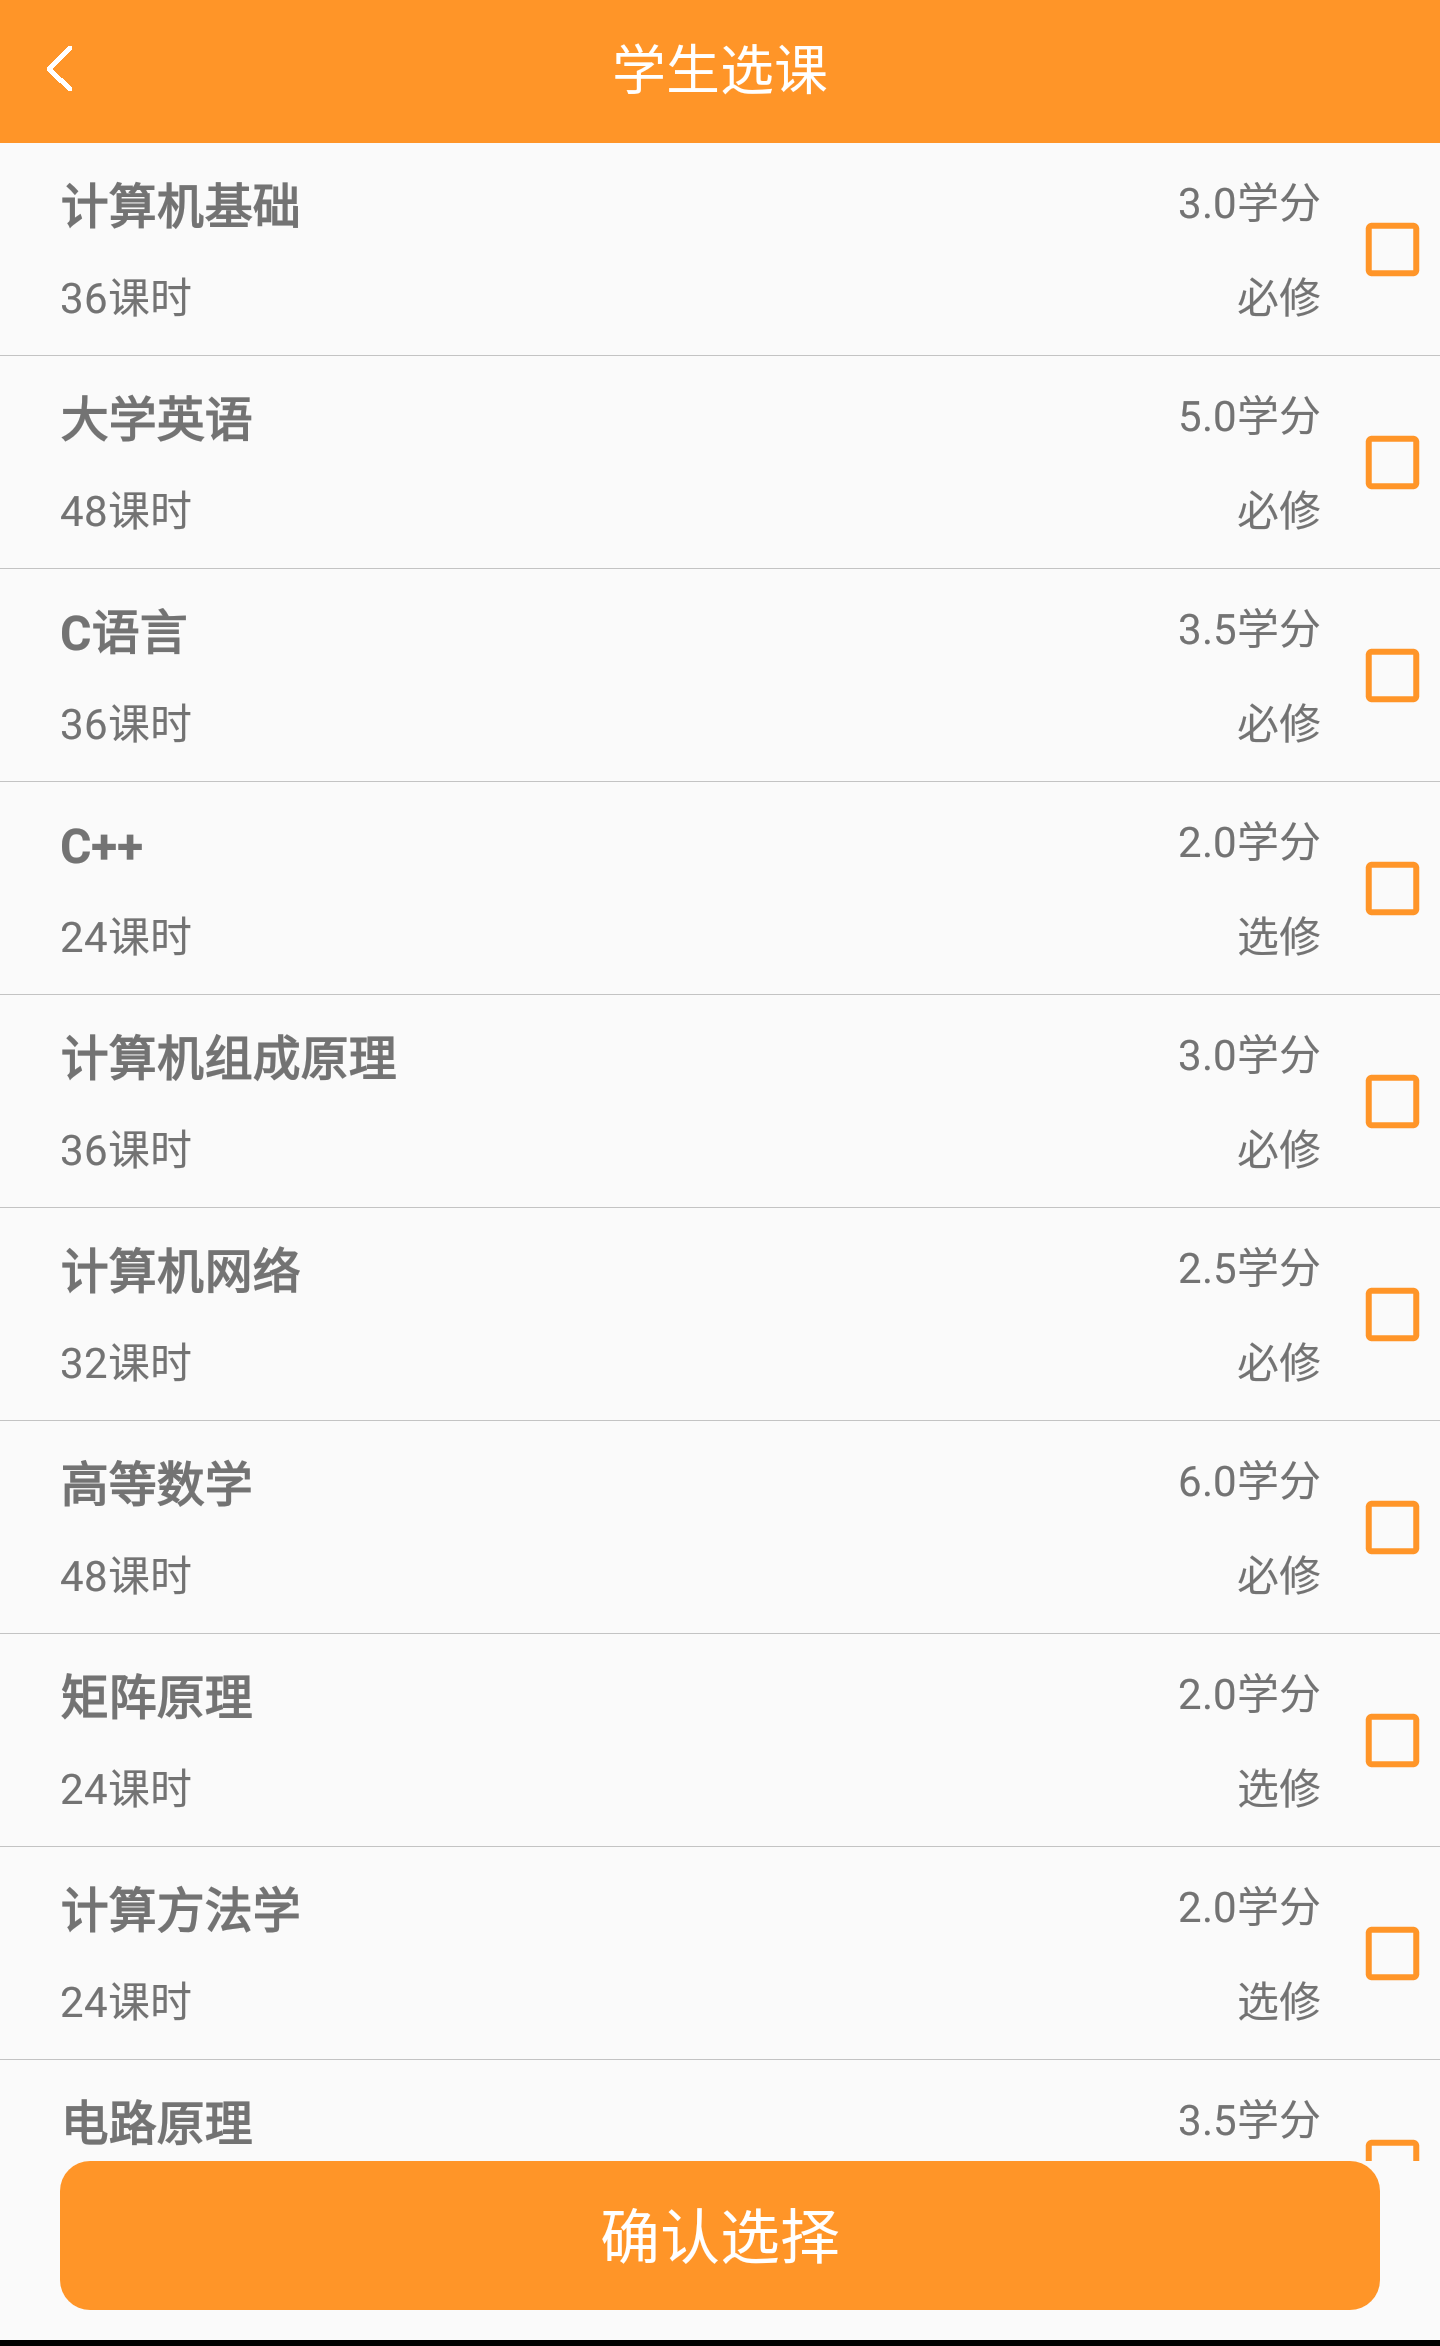 学生选课
计算机基础
3.0学分
36课时
必修
大学英语
5.0学分
48课时
必修
C语言
3.5学分
36课时
必修
C++
2.0学分
24课时
选修
计算机组成原理
3.0学分
36课时
必修
计算机网络
2.5学分
32课时
必修
高等数学
6.0学分
48课时
必修
矩阵原理
2.0学分
24课时
选修
计算方法学
2.0学分
24课时
选修
电路原理
3.5学分
确认选择